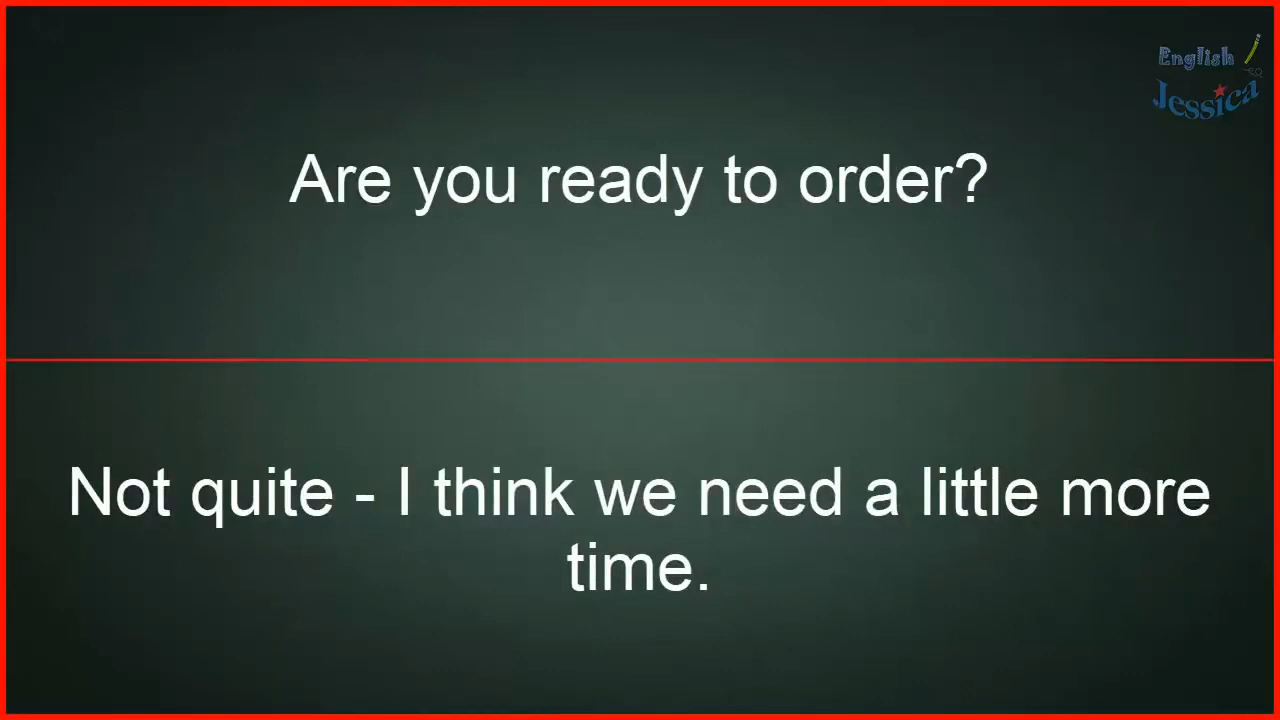 English
Jessica
Are you ready to order?
Not quite - I think we need a little more
time.